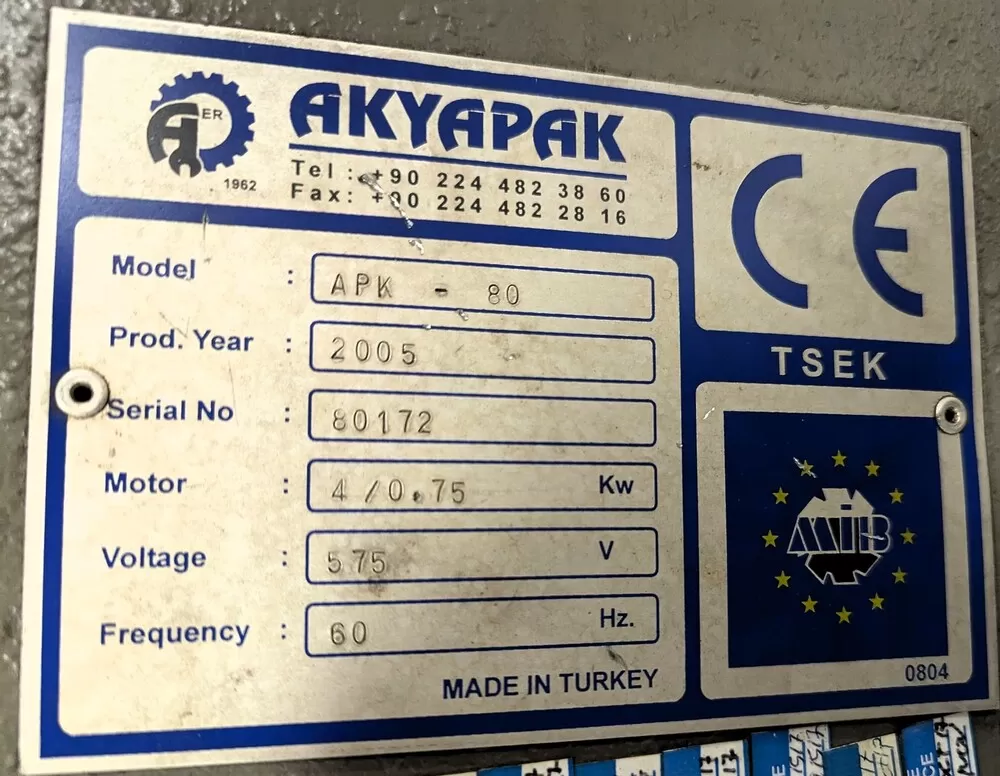 ER
1962
AKYAPAK
Tel : +90 224 482 38 60
Fax: +90 224 482 28 16
CE
TSEK
Model : APK - 80
Prod. Year : 2005
Serial No : 80172
Motor : 4 /0.75 Kw
Voltage : 575 V
Frequency : 60 Hz.
MADE IN TURKEY
MİB
0804